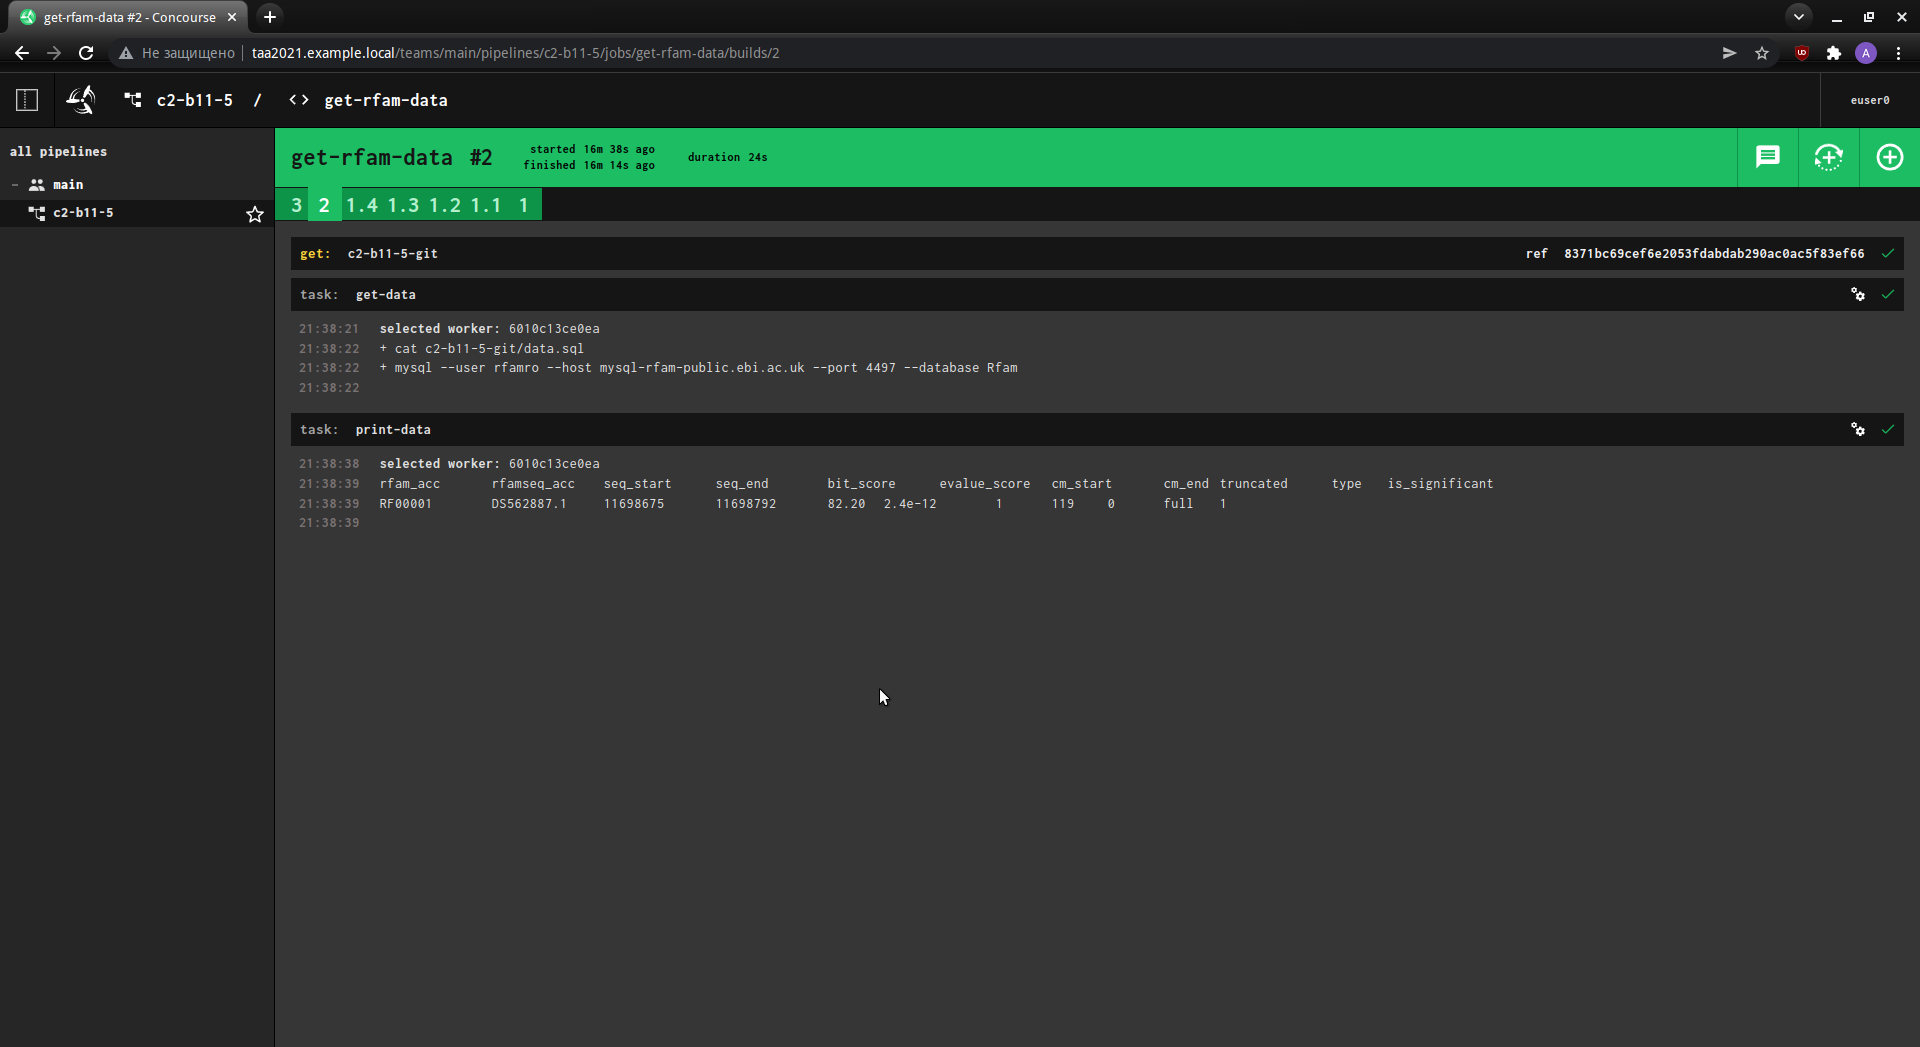 get-rfam-data #2 - Concourse
Не защищено taa2021.example.local/teams/main/pipelines/c2-b11-5/jobs/get-rfam-data/builds/2
A
c2-b11-5 / <> get-rfam-data
euser0
all pipelines
- main
c2-b11-5
get-rfam-data #2
started 16m 38s ago
finished 16m 14s ago
duration 24s
3 2 1.4 1.3 1.2 1.1 1
get: c2-b11-5-git ref 8371bc69cef6e2053fdabdab290ac0ac5f83ef66
task: get-data
21:38:21 selected worker: 6010c13ce0ea
21:38:22 + cat c2-b11-5-git/data.sql
21:38:22 + mysql --user rfamro --host mysql-rfam-public.ebi.ac.uk --port 4497 --database Rfam
21:38:22
task: print-data
21:38:38 selected worker: 6010c13ce0ea
21:38:39 rfam_acc rfamseq_acc seq_start seq_end bit_score evalue_score cm_start cm_end truncated type is_significant
21:38:39 RF00001 DS562887.1 11698675 11698792 82.20 2.4e-12 1 119 0 full 1
21:38:39